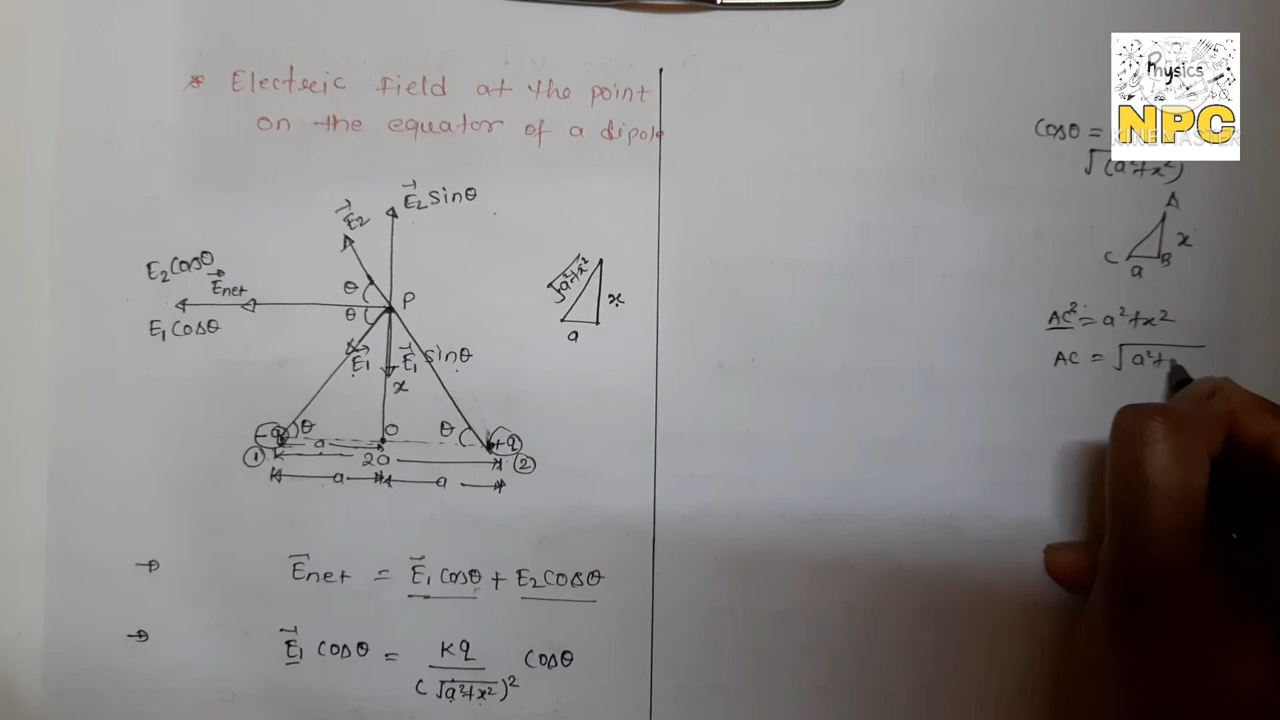 * Electric field at the point
on the equator of a dipole
E⃗2 sinθ
E⃗2
E2 cosθ
E⃗net
E1 cosθ
θ
θ
P
E⃗1
E⃗1 sinθ
x
√a²+x²
x
a
-q
θ
a
O
θ
+q
①
2a
②
a
a
→ E⃗net = E⃗1 cosθ + E2 cosθ
→ E⃗1 cosθ = Kq / (√a²+x²)² cosθ
Physics
NPC
KINEMASTER
cosθ =
√(a²+x²)
A
C
x
B
a
AC² = a²+x²
AC = √a²+